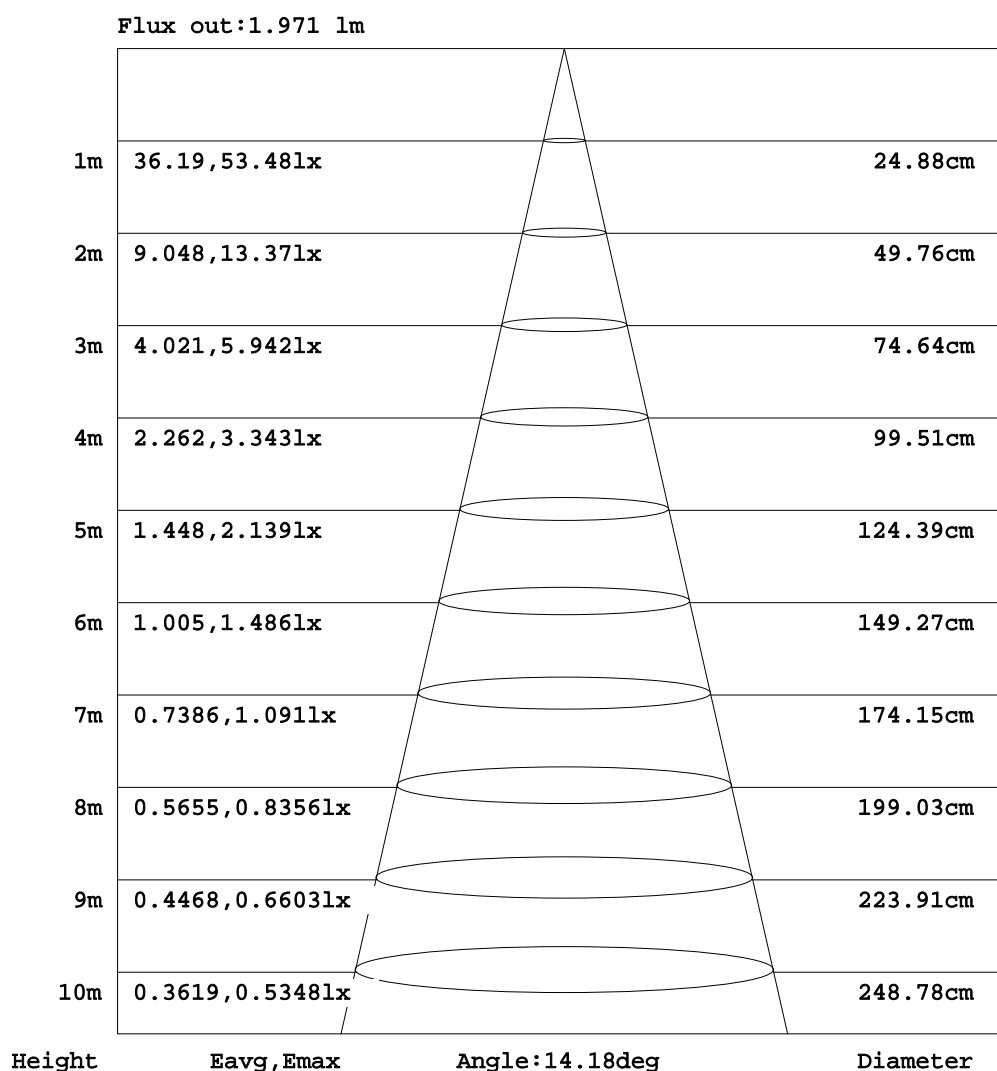 Flux out:1.971 lm
1m 36.19,53.48lx 24.88cm
2m 9.048,13.37lx 49.76cm
3m 4.021,5.942lx 74.64cm
4m 2.262,3.343lx 99.51cm
5m 1.448,2.139lx 124.39cm
6m 1.005,1.486lx 149.27cm
7m 0.7386,1.091lx 174.15cm
8m 0.5655,0.8356lx 199.03cm
9m 0.4468,0.6603lx 223.91cm
10m 0.3619,0.5348lx 248.78cm
Height Eavg,Emax Angle:14.18deg Diameter